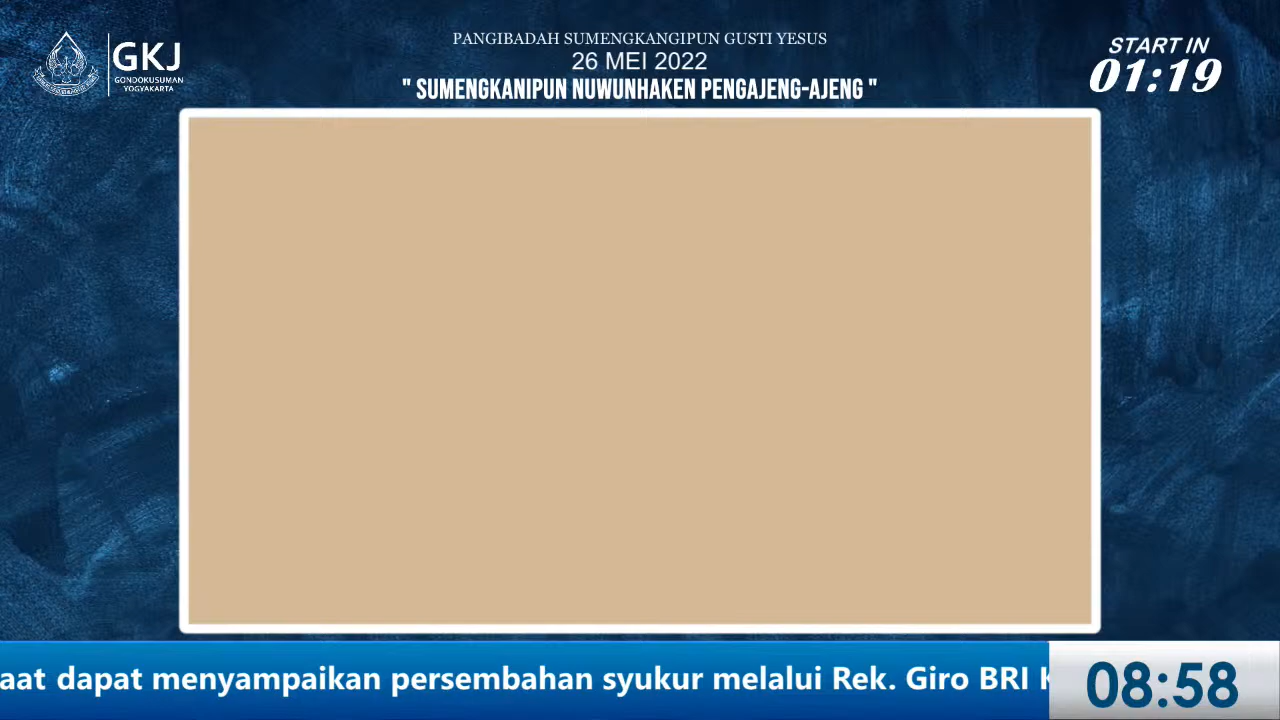 GKJ
GONDOKUSUMAN
YOGYAKARTA
PANGIBADAH SUMENGKANGIPUN GUSTI YESUS
26 MEI 2022
" SUMENGKANIPUN NUWUNHAKEN PENGAJENG-AJENG "
START IN
01:19
aat dapat menyampaikan persembahan syukur melalui Rek. Giro BRI K
08:58